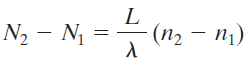 N₂ − N₁ = L/λ (n₂ − n₁)